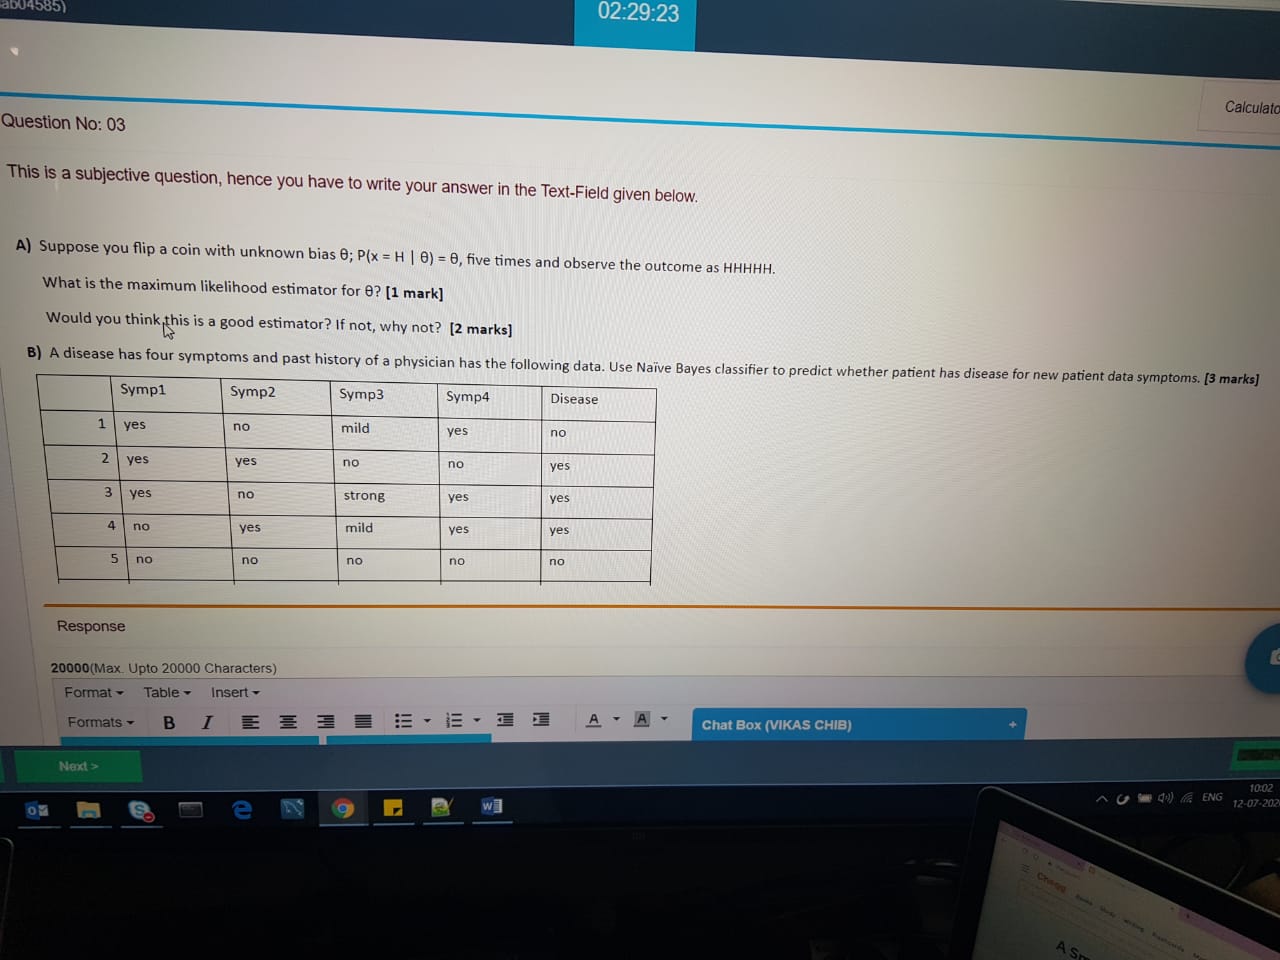 ab04585)
02:29:23
Question No: 03
This is a subjective question, hence you have to write your answer in the Text-Field given below.
A) Suppose you flip a coin with unknown bias θ; P(x = H | θ) = θ, five times and observe the outcome as HHHHH.
What is the maximum likelihood estimator for θ? [1 mark]
Would you think this is a good estimator? If not, why not? [2 marks]
B) A disease has four symptoms and past history of a physician has the following data. Use Naïve Bayes classifier to predict whether patient has disease for new patient data symptoms. [3 marks]
Symp1 Symp2 Symp3 Symp4 Disease
1 yes no mild yes no
2 yes yes no no yes
3 yes no strong yes yes
4 no yes mild yes yes
5 no no no no no
Response
20000(Max. Upto 20000 Characters)
Format Table Insert
Formats B I A A
Chat Box (VIKAS CHIB) +
Next >
ENG
10:02
12-07-202
Chegg
Books Study Writing Flashcards